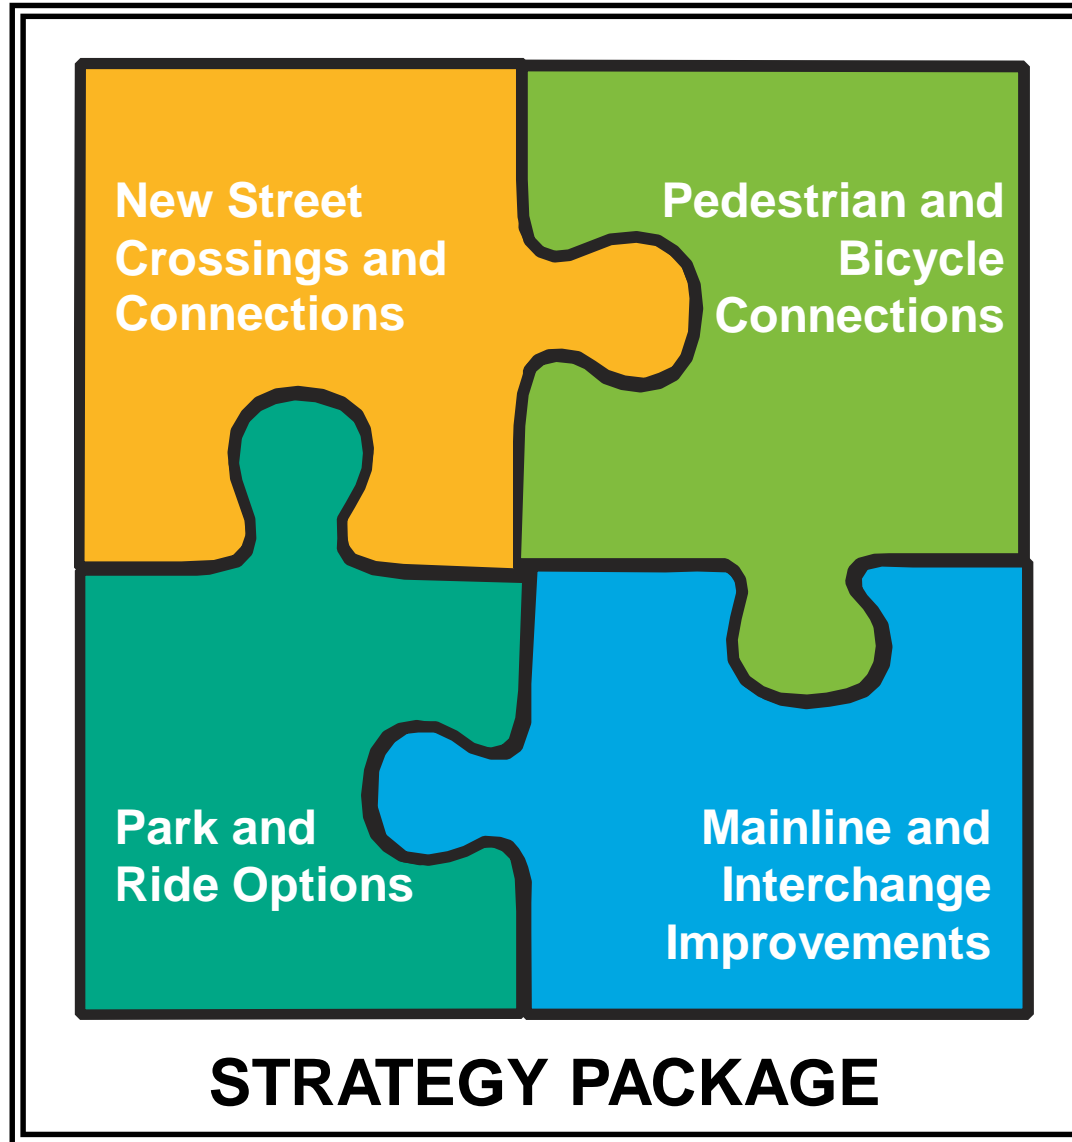 New Street
Crossings and
Connections
Pedestrian and
Bicycle
Connections
Park and
Ride Options
Mainline and
Interchange
Improvements
STRATEGY PACKAGE